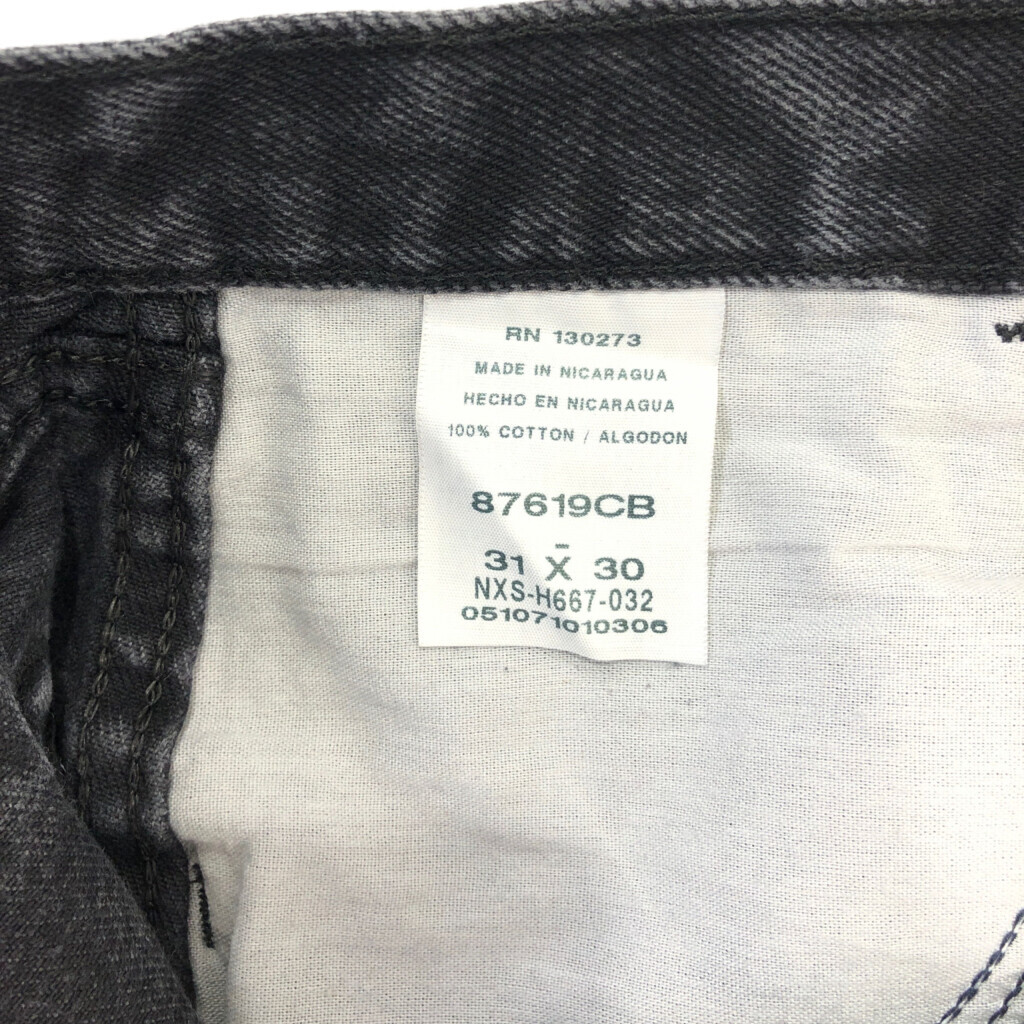 RN 130273
MADE IN NICARAGUA
HECHO EN NICARAGUA
100% COTTON / ALGODON
87619CB
31 X 30
NXS-H667-032
051071010306